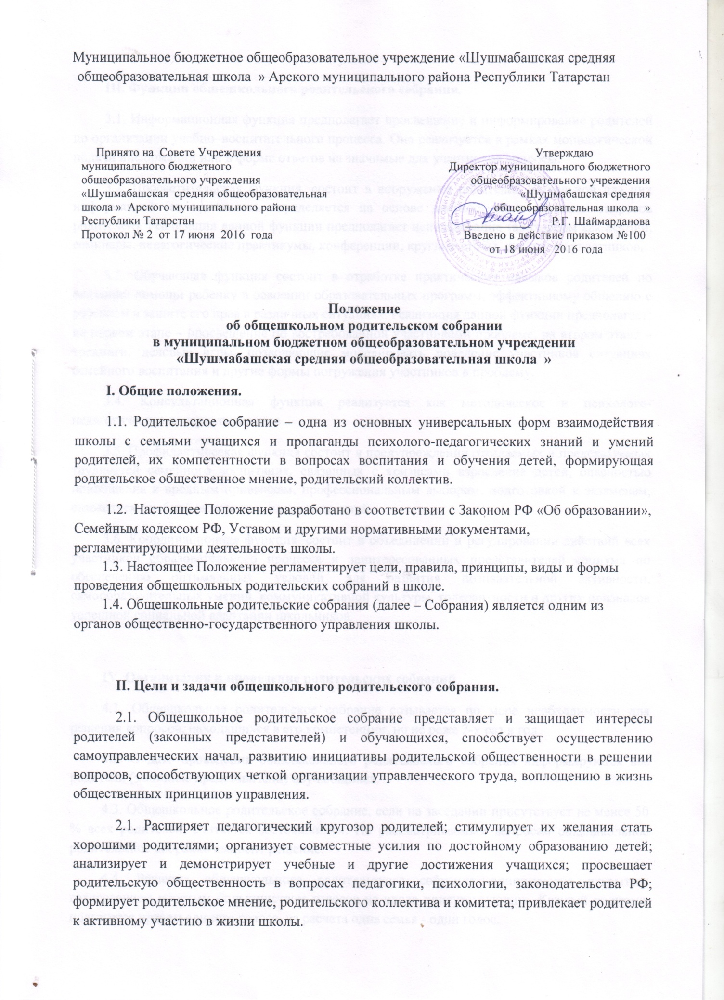 Муниципальное бюджетное общеобразовательное учреждение «Шушмабашская средняя
общеобразовательная школа » Арского муниципального района Республики Татарстан
Принято на Совете Учреждения
муниципального бюджетного
общеобразовательного учреждения
«Шушмабашская средняя общеобразовательная
школа » Арского муниципального района
Республики Татарстан
Протокол № 2 от 17 июня 2016 года
Утверждаю
Директор муниципального бюджетного
общеобразовательного учреждения
«Шушмабашская средняя
общеобразовательная школа »
Р.Г. Шаймарданова
Введено в действие приказом №100
от 18 июня 2016 года
Положение
об общешкольном родительском собрании
в муниципальном бюджетном общеобразовательном учреждении
«Шушмабашская средняя общеобразовательная школа »
I. Общие положения.
1.1. Родительское собрание – одна из основных универсальных форм взаимодействия
школы с семьями учащихся и пропаганды психолого-педагогических знаний и умений
родителей, их компетентности в вопросах воспитания и обучения детей, формирующая
родительское общественное мнение, родительский коллектив.
1.2. Настоящее Положение разработано в соответствии с Законом РФ «Об образовании»,
Семейным кодексом РФ, Уставом и другими нормативными документами,
регламентирующими деятельность школы.
1.3. Настоящее Положение регламентирует цели, правила, принципы, виды и формы
проведения общешкольных родительских собраний в школе.
1.4. Общешкольные родительские собрания (далее – Собрания) является одним из
органов общественно-государственного управления школы.
II. Цели и задачи общешкольного родительского собрания.
2.1. Общешкольное родительское собрание представляет и защищает интересы
родителей (законных представителей) и обучающихся, способствует осуществлению
самоуправленческих начал, развитию инициативы родительской общественности в решении
вопросов, способствующих четкой организации управленческого труда, воплощению в жизнь
общественных принципов управления.
2.1. Расширяет педагогический кругозор родителей; стимулирует их желания стать
хорошими родителями; организует совместные усилия по достойному образованию детей;
анализирует и демонстрирует учебные и другие достижения учащихся; просвещает
родительскую общественность в вопросах педагогики, психологии, законодательства РФ;
формирует родительское мнение, родительского коллектива и комитета; привлекает родителей
к активному участию в жизни школы.